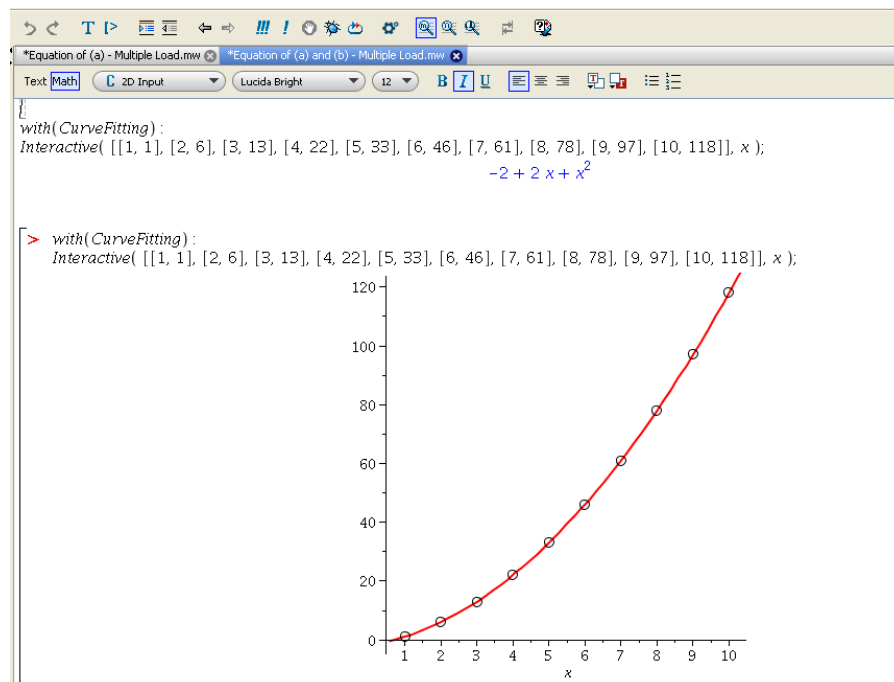 *Equation of (a) - Multiple Load.mw *Equation of (a) and (b) - Multiple Load.mw
Text Math C 2D Input Lucida Bright 12 B I U
with(CurveFitting) :
Interactive( [[1, 1], [2, 6], [3, 13], [4, 22], [5, 33], [6, 46], [7, 61], [8, 78], [9, 97], [10, 118]], x );
-2 + 2 x + x²
> with(CurveFitting) :
Interactive( [[1, 1], [2, 6], [3, 13], [4, 22], [5, 33], [6, 46], [7, 61], [8, 78], [9, 97], [10, 118]], x );
120
100
80
60
40
20
0
1 2 3 4 5 6 7 8 9 10
x